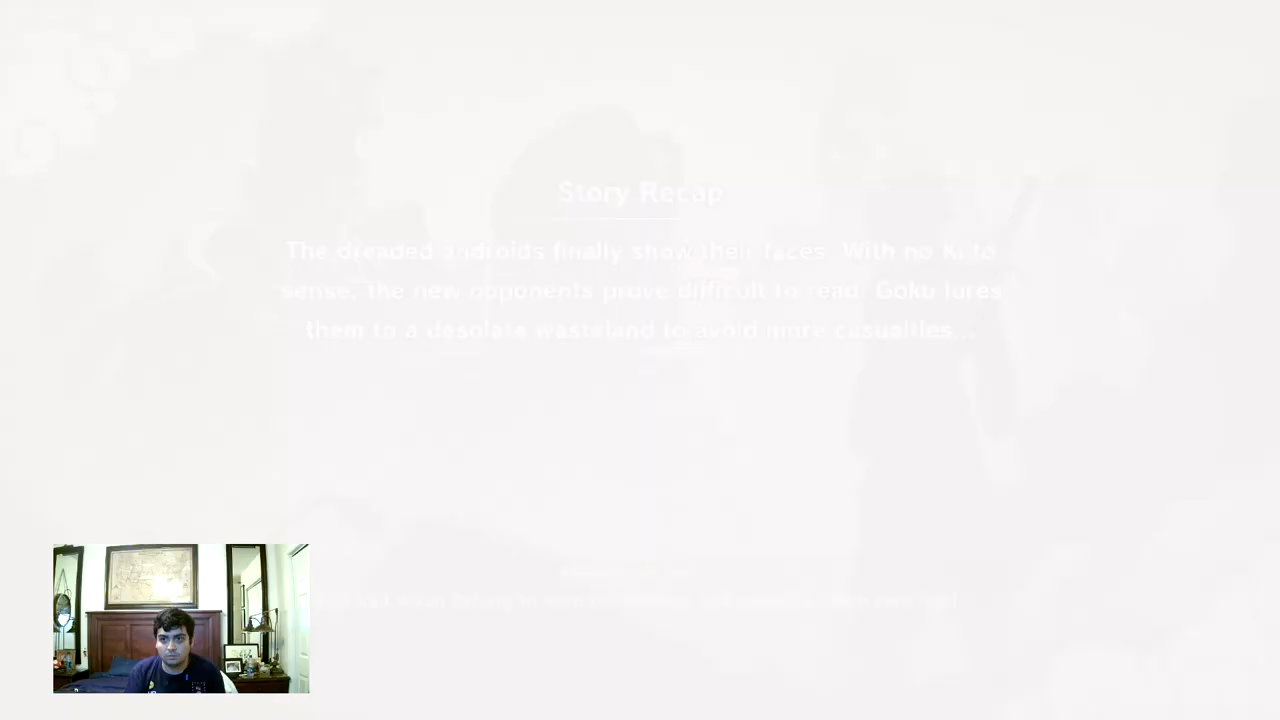 Story Recap
The dreaded androids finally show their faces. With no Ki to
sense, the new opponents prove difficult to read. Goku lures
them to a desolate wasteland to avoid more casualties...